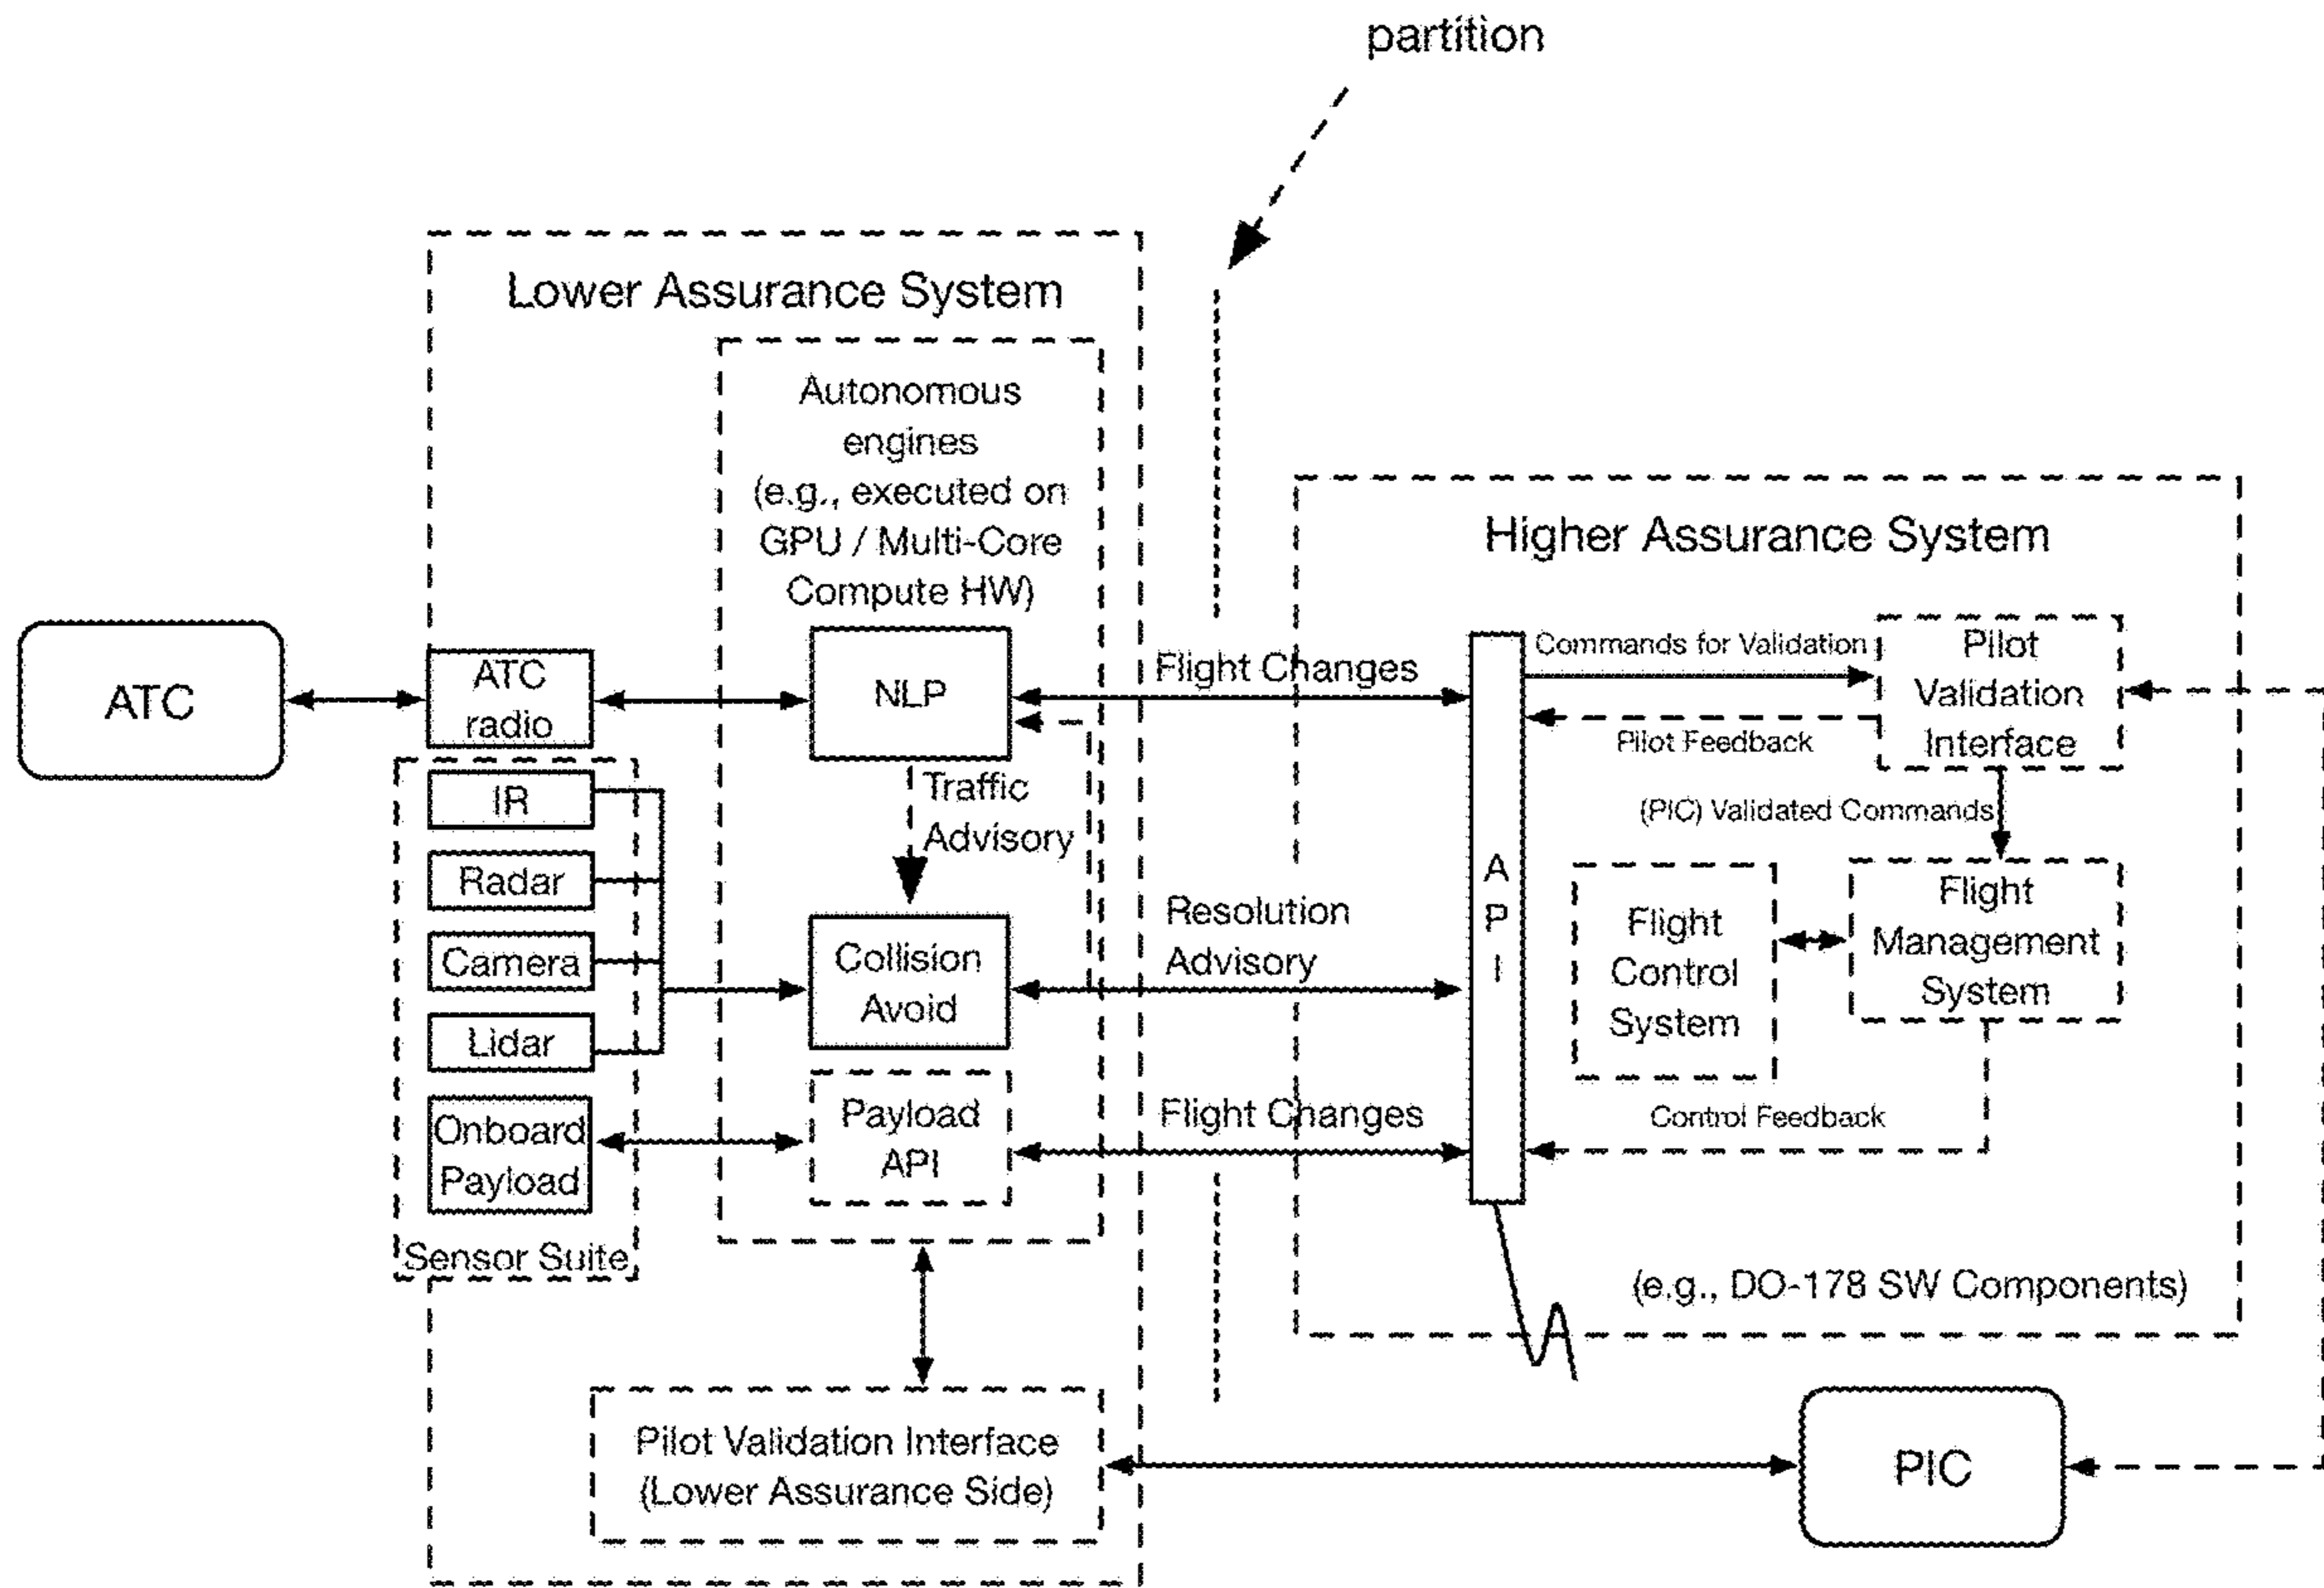 partition
Lower Assurance System
Autonomous
engines
(e.g., executed on
GPU / Multi-Core
Compute HW)
Higher Assurance System
ATC
ATC
radio
NLP
Flight Changes
Commands for Validation
Pilot
Validation
Interface
Pilot Feedback
IR
Traffic
Advisory
(PIC) Validated Commands
Radar
A
P
I
Resolution
Advisory
Flight
Control
System
Flight
Management
System
Camera
Collision
Avoid
Lidar
Onboard
Payload
Payload
API
Flight Changes
Control Feedback
Sensor Suite
(e.g., DO-178 SW Components)
Pilot Validation Interface
(Lower Assurance Side)
PIC